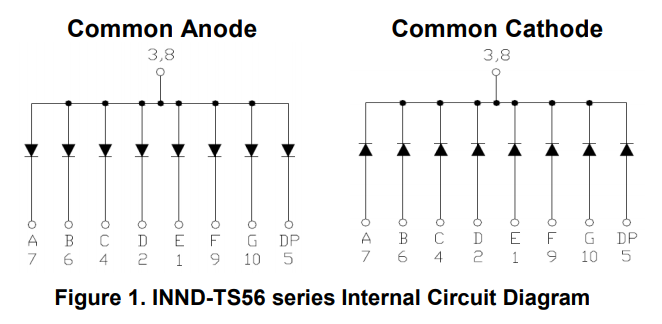 Common Anode Common Cathode
3,8 3,8
A B C D E F G DP A B C D E F G DP
7 6 4 2 1 9 10 5 7 6 4 2 1 9 10 5
Figure 1. INND-TS56 series Internal Circuit Diagram